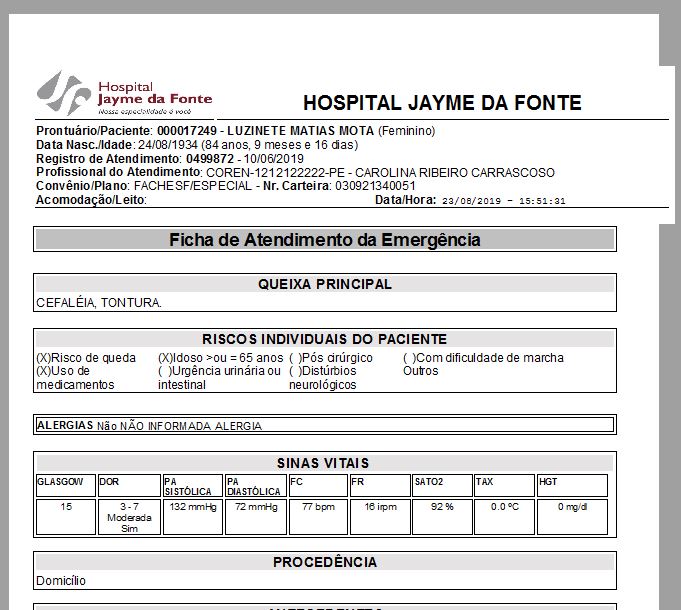 Hospital
Jayme da Fonte
Nossa especialidade é você
HOSPITAL JAYME DA FONTE
Prontuário/Paciente: 000017249 - LUZINETE MATIAS MOTA (Feminino)
Data Nasc./Idade: 24/08/1934 (84 anos, 9 meses e 16 dias)
Registro de Atendimento: 0499872 - 10/06/2019
Profissional do Atendimento: COREN-1212122222-PE - CAROLINA RIBEIRO CARRASCOSO
Convênio/Plano: FACHESF/ESPECIAL - Nr. Carteira: 030921340051
Acomodação/Leito: Data/Hora: 23/08/2019 - 15:51:31
Ficha de Atendimento da Emergência
QUEIXA PRINCIPAL
CEFALÉIA, TONTURA.
RISCOS INDIVIDUAIS DO PACIENTE
(X)Risco de queda (X)Idoso >ou = 65 anos ( )Pós cirúrgico ( )Com dificuldade de marcha
(X)Uso de ( )Urgência urinária ou ( )Distúrbios Outros
medicamentos intestinal neurológicos
ALERGIAS Não NÃO INFORMADA ALERGIA
SINAS VITAIS
GLASGOW DOR PA SISTÓLICA PA DIASTÓLICA FC FR SATO2 TAX HGT
15 3 - 7 132 mmHg 72 mmHg 77 bpm 16 irpm 92 % 0.0 ºC 0 mg/dl
Moderada
Sim
PROCEDÊNCIA
Domicílio